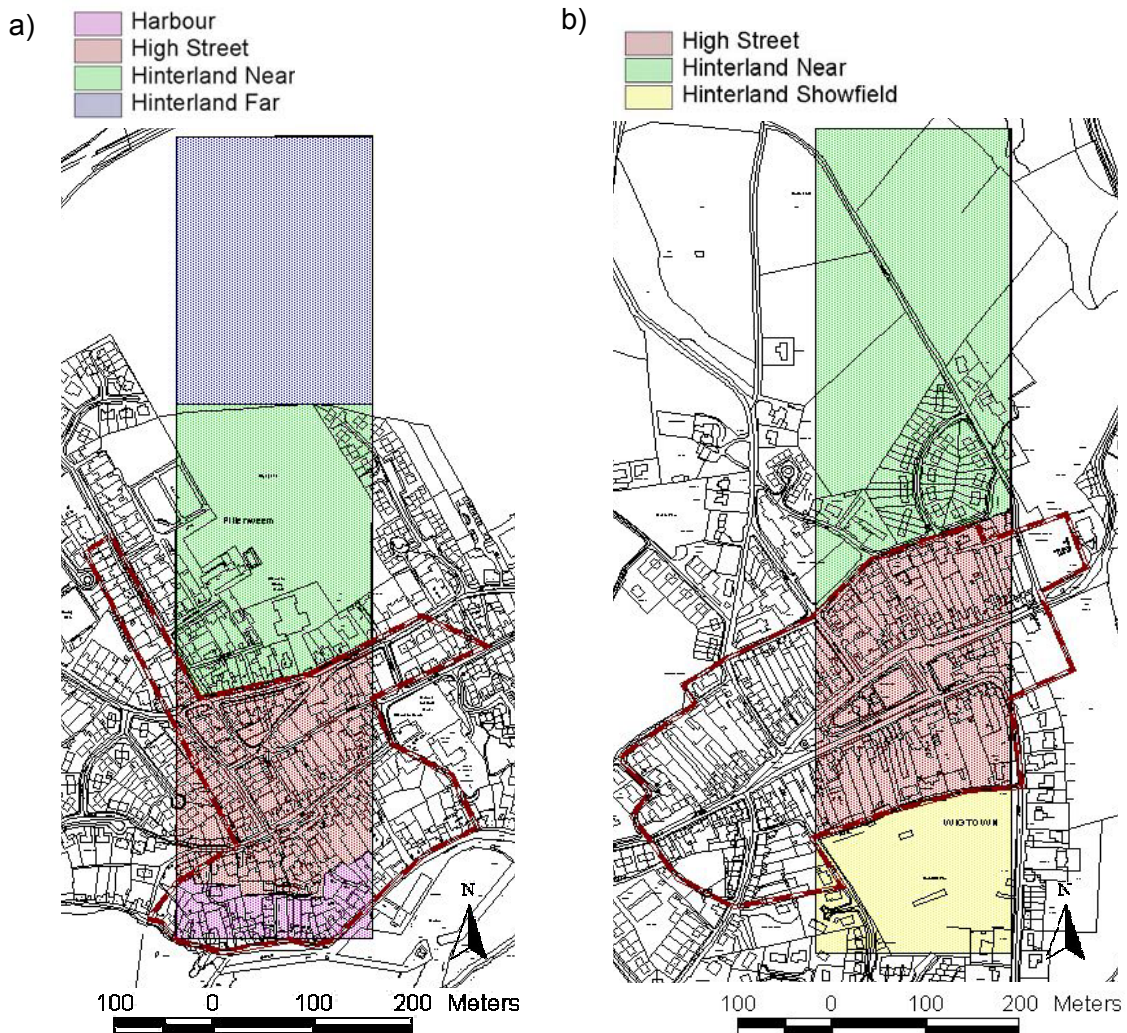 a)
Harbour
High Street
Hinterland Near
Hinterland Far
Pittenweem
N
100 0 100 200 Meters
b)
High Street
Hinterland Near
Hinterland Showfield
WIGTOWN
N
100 0 100 200 Meters